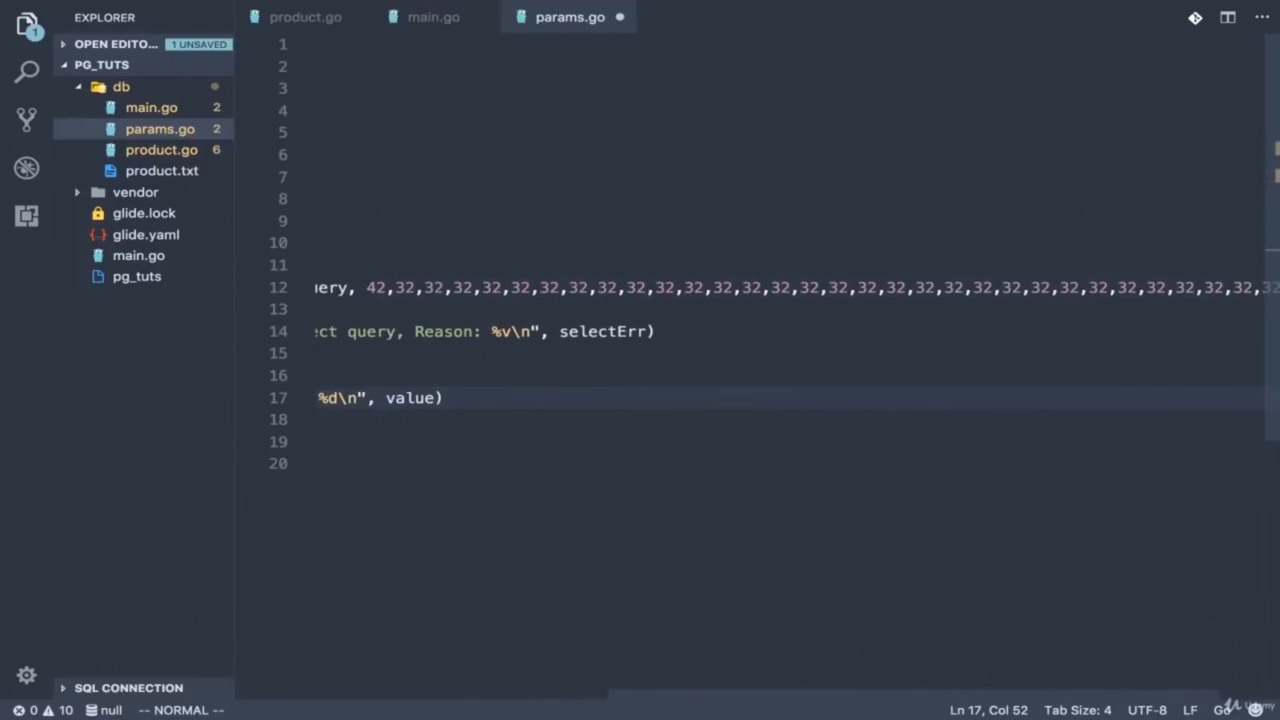 EXPLORER
product.go
main.go
params.go
OPEN EDITO... 1 UNSAVED
PG_TUTS
db
main.go 2
params.go 2
product.go 6
product.txt
vendor
glide.lock
glide.yaml
main.go
pg_tuts
SQL CONNECTION
1
2
3
4
5
6
7
8
9
10
11
12 uery, 42,32,32,32,32,32,32,32,32,32,32,32,32,32,32,32,32,32,32,32,32,32,32,32,32,32,32,32,32,32,32,32
13
14 ect query, Reason: %v\n", selectErr)
15
16
17 %d\n", value)
18
19
20
0 10 null -- NORMAL -- Ln 17, Col 52 Tab Size: 4 UTF-8 LF Go
Udemy
1